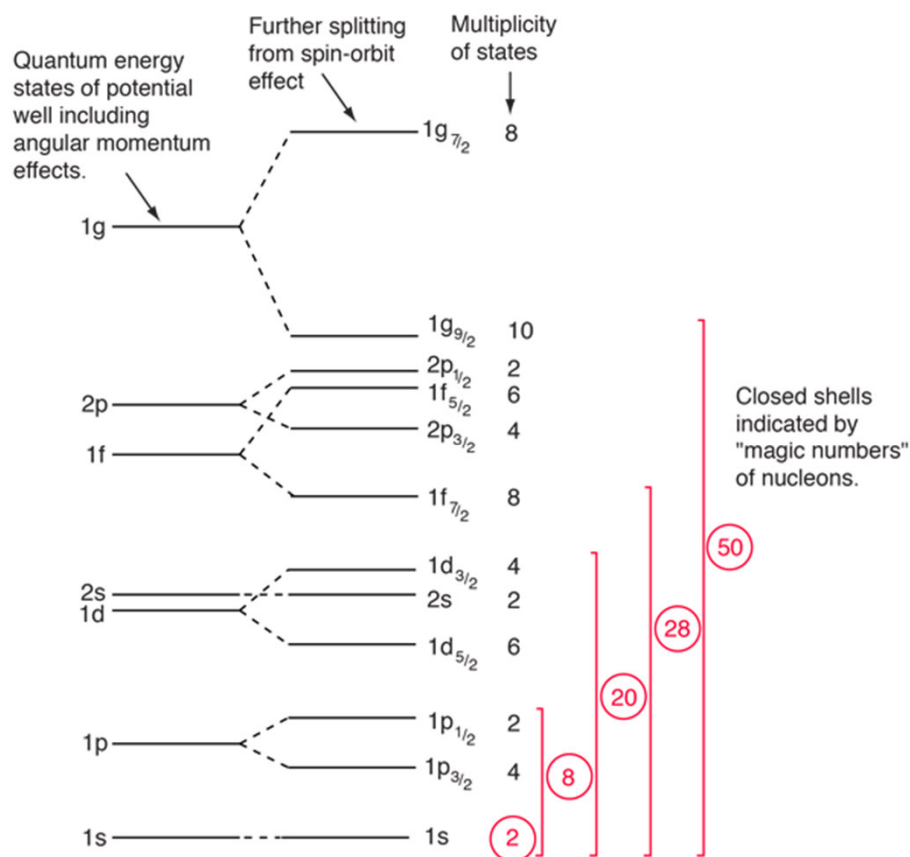 Quantum energy
states of potential
well including
angular momentum
effects.
Further splitting
from spin-orbit
effect
Multiplicity
of states
1g
1g7/2 8
1g9/2 10
2p
2p1/2 2
1f5/2 6
2p3/2 4
1f
1f7/2 8
Closed shells
indicated by
"magic numbers"
of nucleons.
50
1d3/2 4
2s
2s 2
1d
1d5/2 6
28
20
1p1/2 2
1p
1p3/2 4
8
1s
1s
2